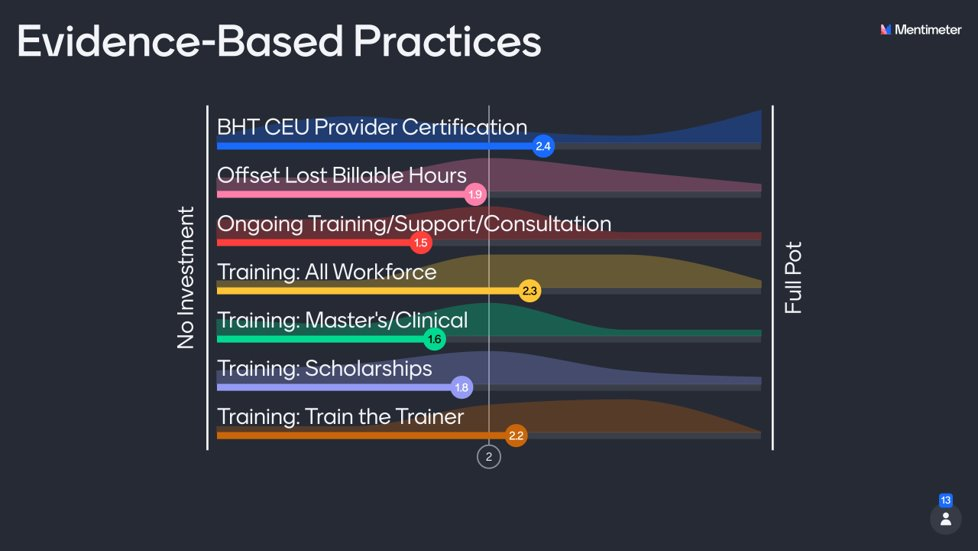 Evidence-Based Practices
Mentimeter
No Investment
BHT CEU Provider Certification
2.4
Offset Lost Billable Hours
1.9
Ongoing Training/Support/Consultation
1.5
Training: All Workforce
2.3
Training: Master's/Clinical
1.6
Training: Scholarships
1.8
Training: Train the Trainer
2.2
2
Full Pot
13